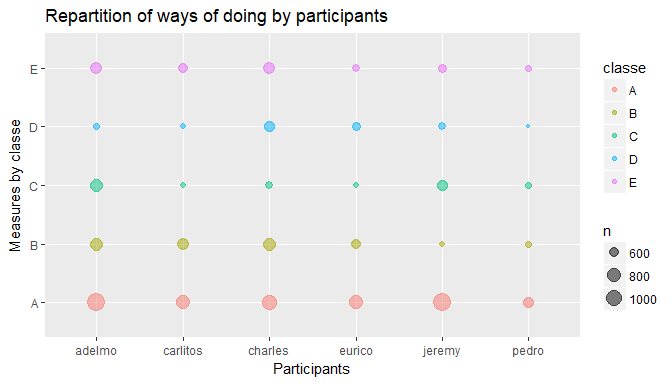 Repartition of ways of doing by participants
Measures by classe
E
D
C
B
A
adelmo carlitos charles eurico jeremy pedro
Participants
classe
A
B
C
D
E
n
600
800
1000